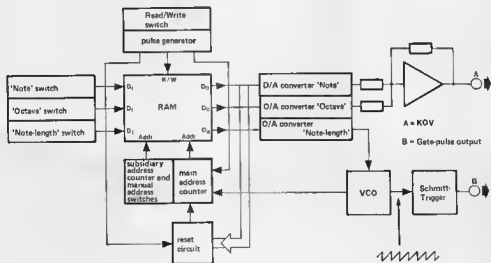 Read/Write
switch
pulse generator
'Note' switch
'Octave' switch
'Note-length' switch
R/W
D₁
D₁
D₁
RAM
D₀
D₀
D₀
Addr
Addr
D/A converter 'Note'
O/A converter 'Octave'
O/A converter
'Note-length'
A
A = KOV
B = Gate-pulse output
subsidiary
address
counter and
manual
address
switches
main
address
counter
VCO
Schmitt-
Trigger
B
reset
circuit